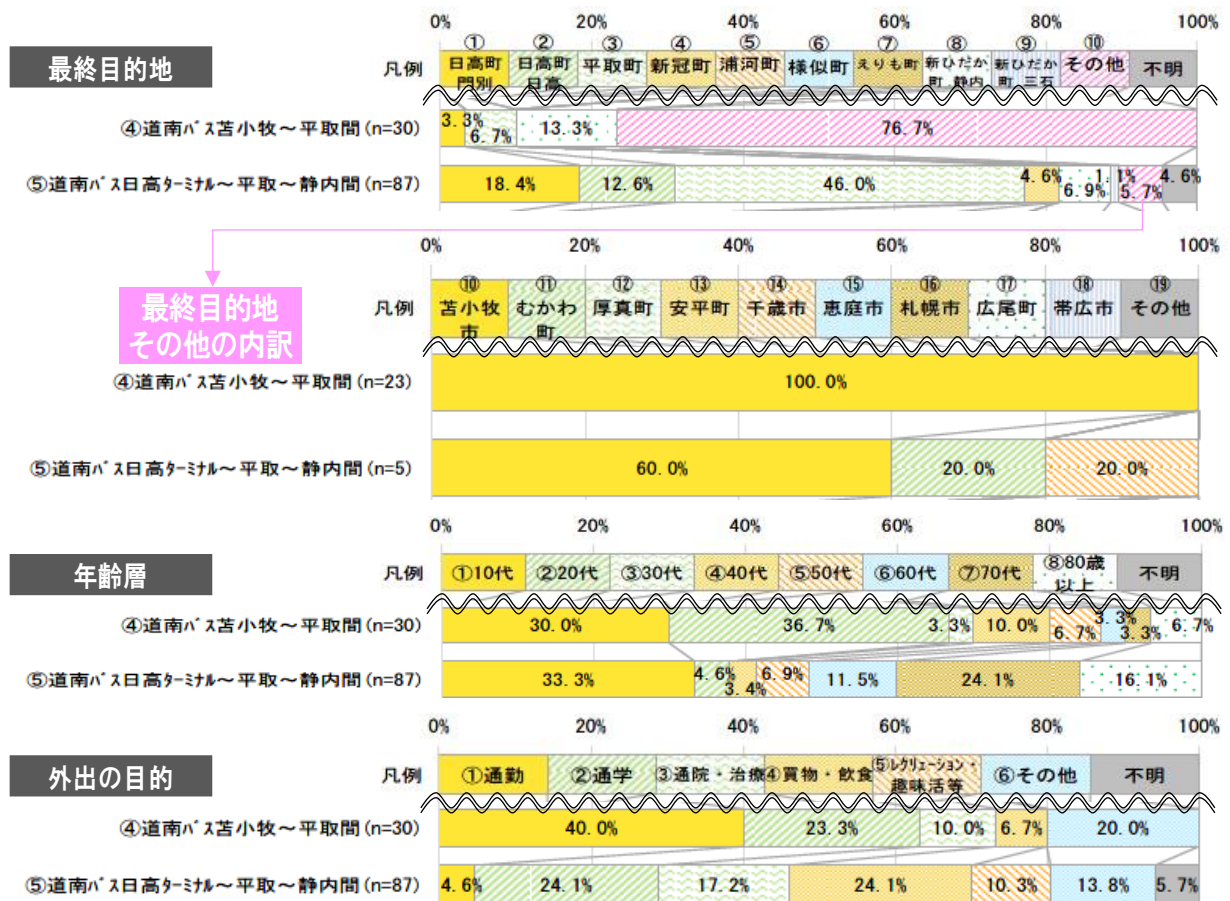 0% 20% 40% 60% 80% 100%
最終目的地
凡例
① ② ③ ④ ⑤ ⑥ ⑦ ⑧ ⑨ ⑩
日高町門別 日高町日高 平取町 新冠町 浦河町 様似町 えりも町 新ひだか町 静内 新ひだか町 三石 その他 不明
④道南バス苫小牧～平取間(n=30)
3.3% 6.7% 13.3% 76.7%
⑤道南バス日高ターミナル～平取～静内間(n=87)
18.4% 12.6% 46.0% 4.6% 6.9% 1.1% 5.7% 4.6%
0% 20% 40% 60% 80% 100%
最終目的地
その他の内訳
凡例
⑩ ⑪ ⑫ ⑬ ⑭ ⑮ ⑯ ⑰ ⑱ ⑲
苫小牧市 むかわ町 厚真町 安平町 千歳市 恵庭市 札幌市 広尾町 帯広市 その他
④道南バス苫小牧～平取間(n=23)
100.0%
⑤道南バス日高ターミナル～平取～静内間(n=5)
60.0% 20.0% 20.0%
0% 20% 40% 60% 80% 100%
年齢層
凡例
①10代 ②20代 ③30代 ④40代 ⑤50代 ⑥60代 ⑦70代 ⑧80歳以上 不明
④道南バス苫小牧～平取間(n=30)
30.0% 36.7% 3.3% 10.0% 6.7% 3.3% 3.3% 6.7%
⑤道南バス日高ターミナル～平取～静内間(n=87)
33.3% 4.6% 3.4% 6.9% 11.5% 24.1% 16.1%
0% 20% 40% 60% 80% 100%
外出の目的
凡例
①通勤 ②通学 ③通院・治療 ④買物・飲食 ⑤レクリエーション・趣味活等 ⑥その他 不明
④道南バス苫小牧～平取間(n=30)
40.0% 23.3% 10.0% 6.7% 20.0%
⑤道南バス日高ターミナル～平取～静内間(n=87)
4.6% 24.1% 17.2% 24.1% 10.3% 13.8% 5.7%